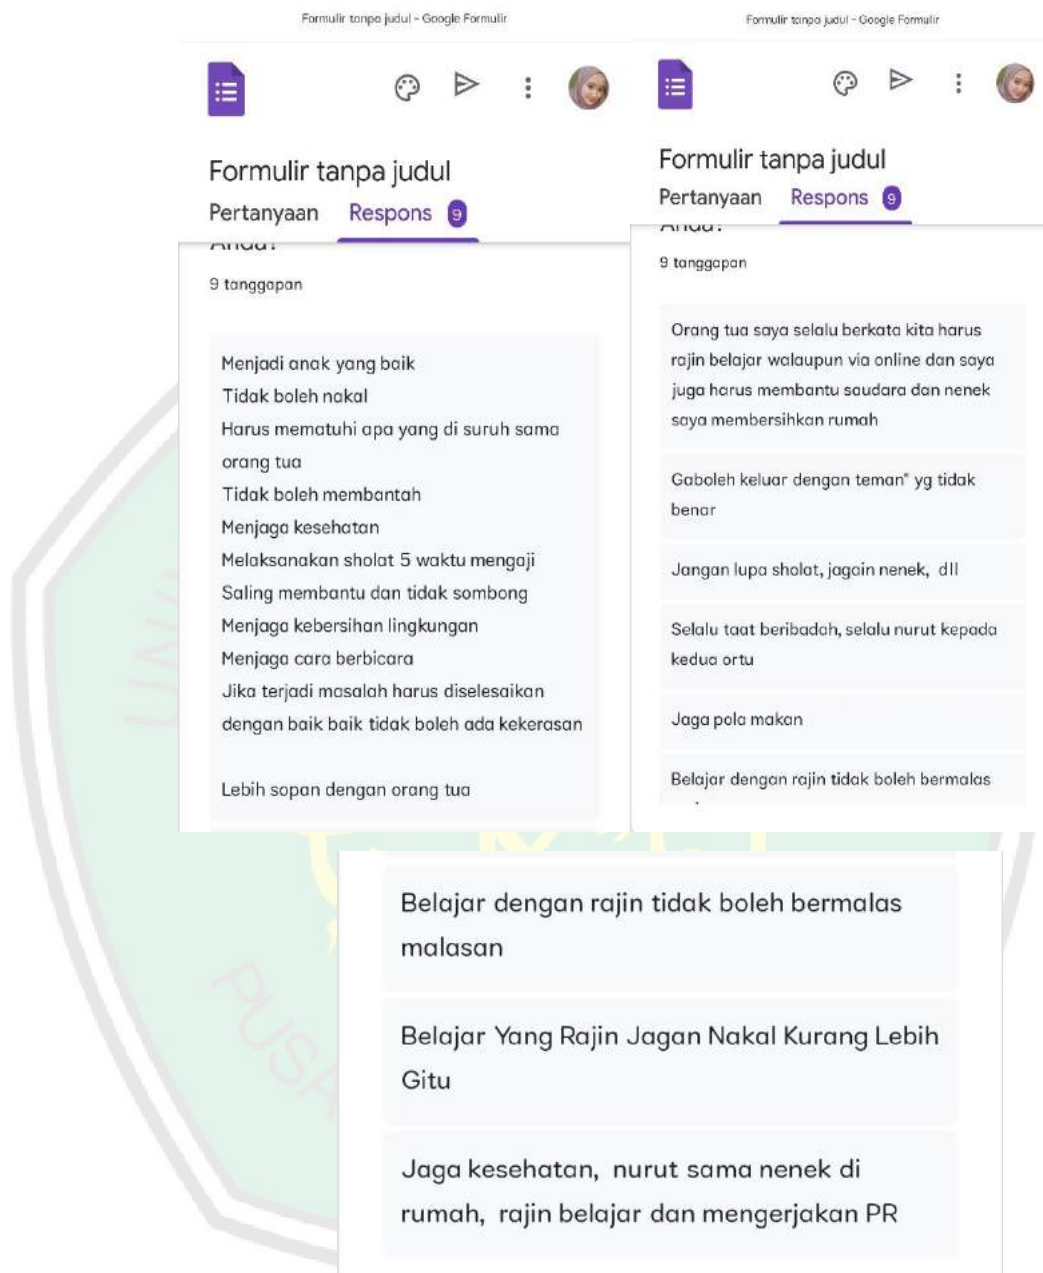 Formulir tanpa judul - Google Formulir
Formulir tanpa judul
Pertanyaan Respons 9
Anda?
9 tanggapan
Menjadi anak yang baik
Tidak boleh nakal
Harus mematuhi apa yang di suruh sama
orang tua
Tidak boleh membantah
Menjaga kesehatan
Melaksanakan sholat 5 waktu mengaji
Saling membantu dan tidak sombong
Menjaga kebersihan lingkungan
Menjaga cara berbicara
Jika terjadi masalah harus diselesaikan
dengan baik baik tidak boleh ada kekerasan
Lebih sopan dengan orang tua
Formulir tanpa judul - Google Formulir
Formulir tanpa judul
Pertanyaan Respons 9
Anda?
9 tanggapan
Orang tua saya selalu berkata kita harus
rajin belajar walaupun via online dan saya
juga harus membantu saudara dan nenek
saya membersihkan rumah
Gaboleh keluar dengan teman" yg tidak
benar
Jangan lupa sholat, jagain nenek, dll
Selalu taat beribadah, selalu nurut kepada
kedua ortu
Jaga pola makan
Belajar dengan rajin tidak boleh bermalas
Belajar dengan rajin tidak boleh bermalas
malasan
Belajar Yang Rajin Jagan Nakal Kurang Lebih
Gitu
Jaga kesehatan, nurut sama nenek di
rumah, rajin belajar dan mengerjakan PR